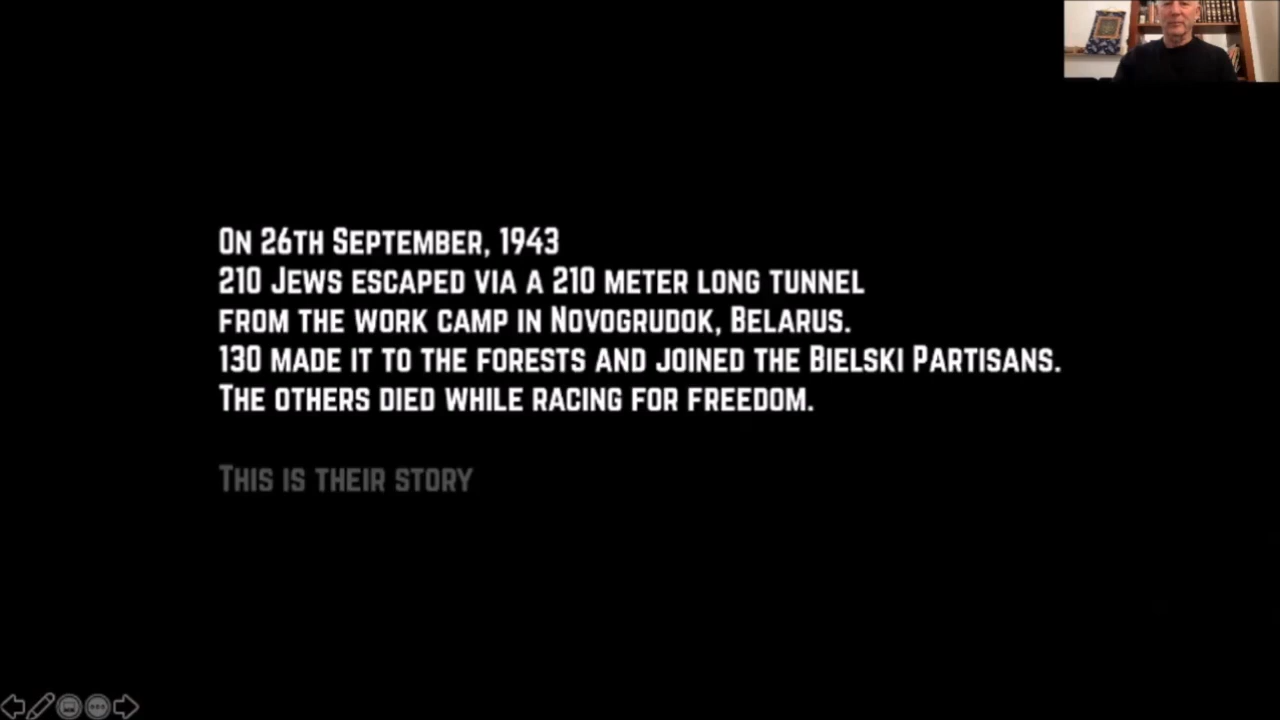 On 26th September, 1943
210 Jews escaped via a 210 meter long tunnel
from the work camp in Novogrudok, Belarus.
130 made it to the forests and joined the Bielski Partisans.
The others died while racing for freedom.
This is their story